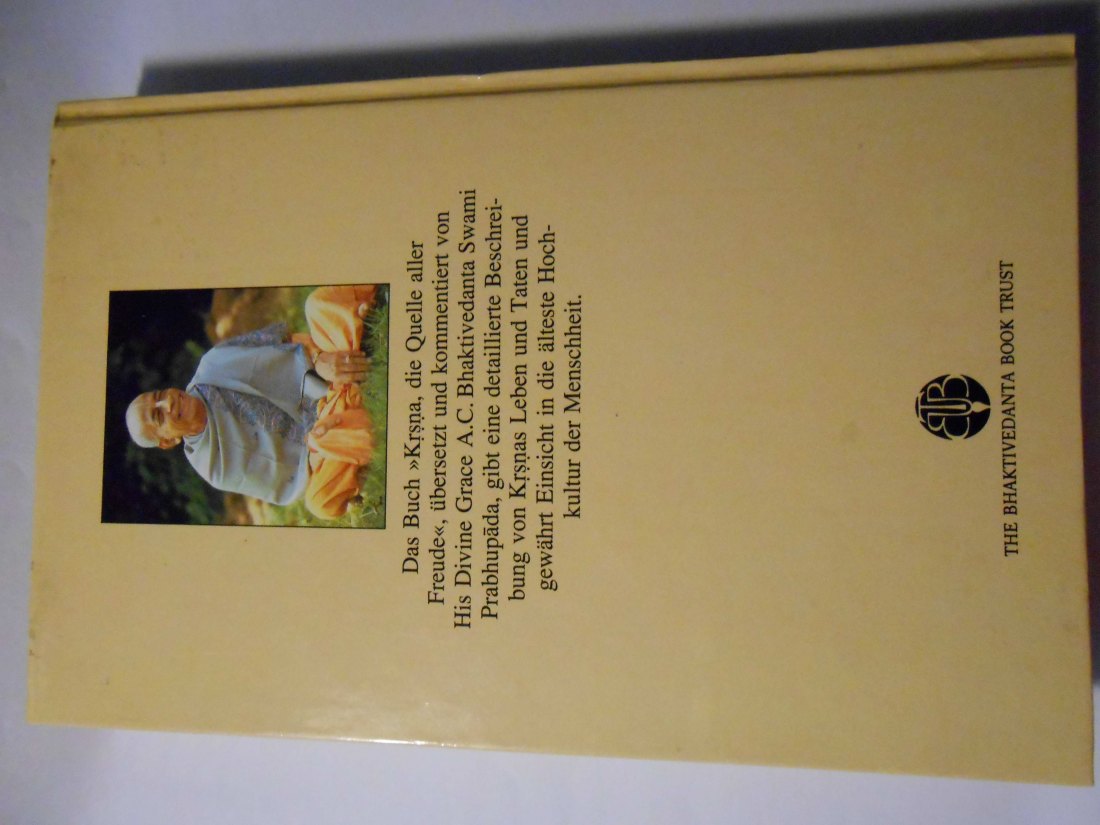 Das Buch »Kṛṣṇa, die Quelle aller
Freude«, übersetzt und kommentiert von
His Divine Grace A.C. Bhaktivedanta Swami
Prabhupāda, gibt eine detaillierte Beschrei-
bung von Kṛṣṇas Leben und Taten und
gewährt Einsicht in die älteste Hoch-
kultur der Menschheit.
BBT
THE BHAKTIVEDANTA BOOK TRUST